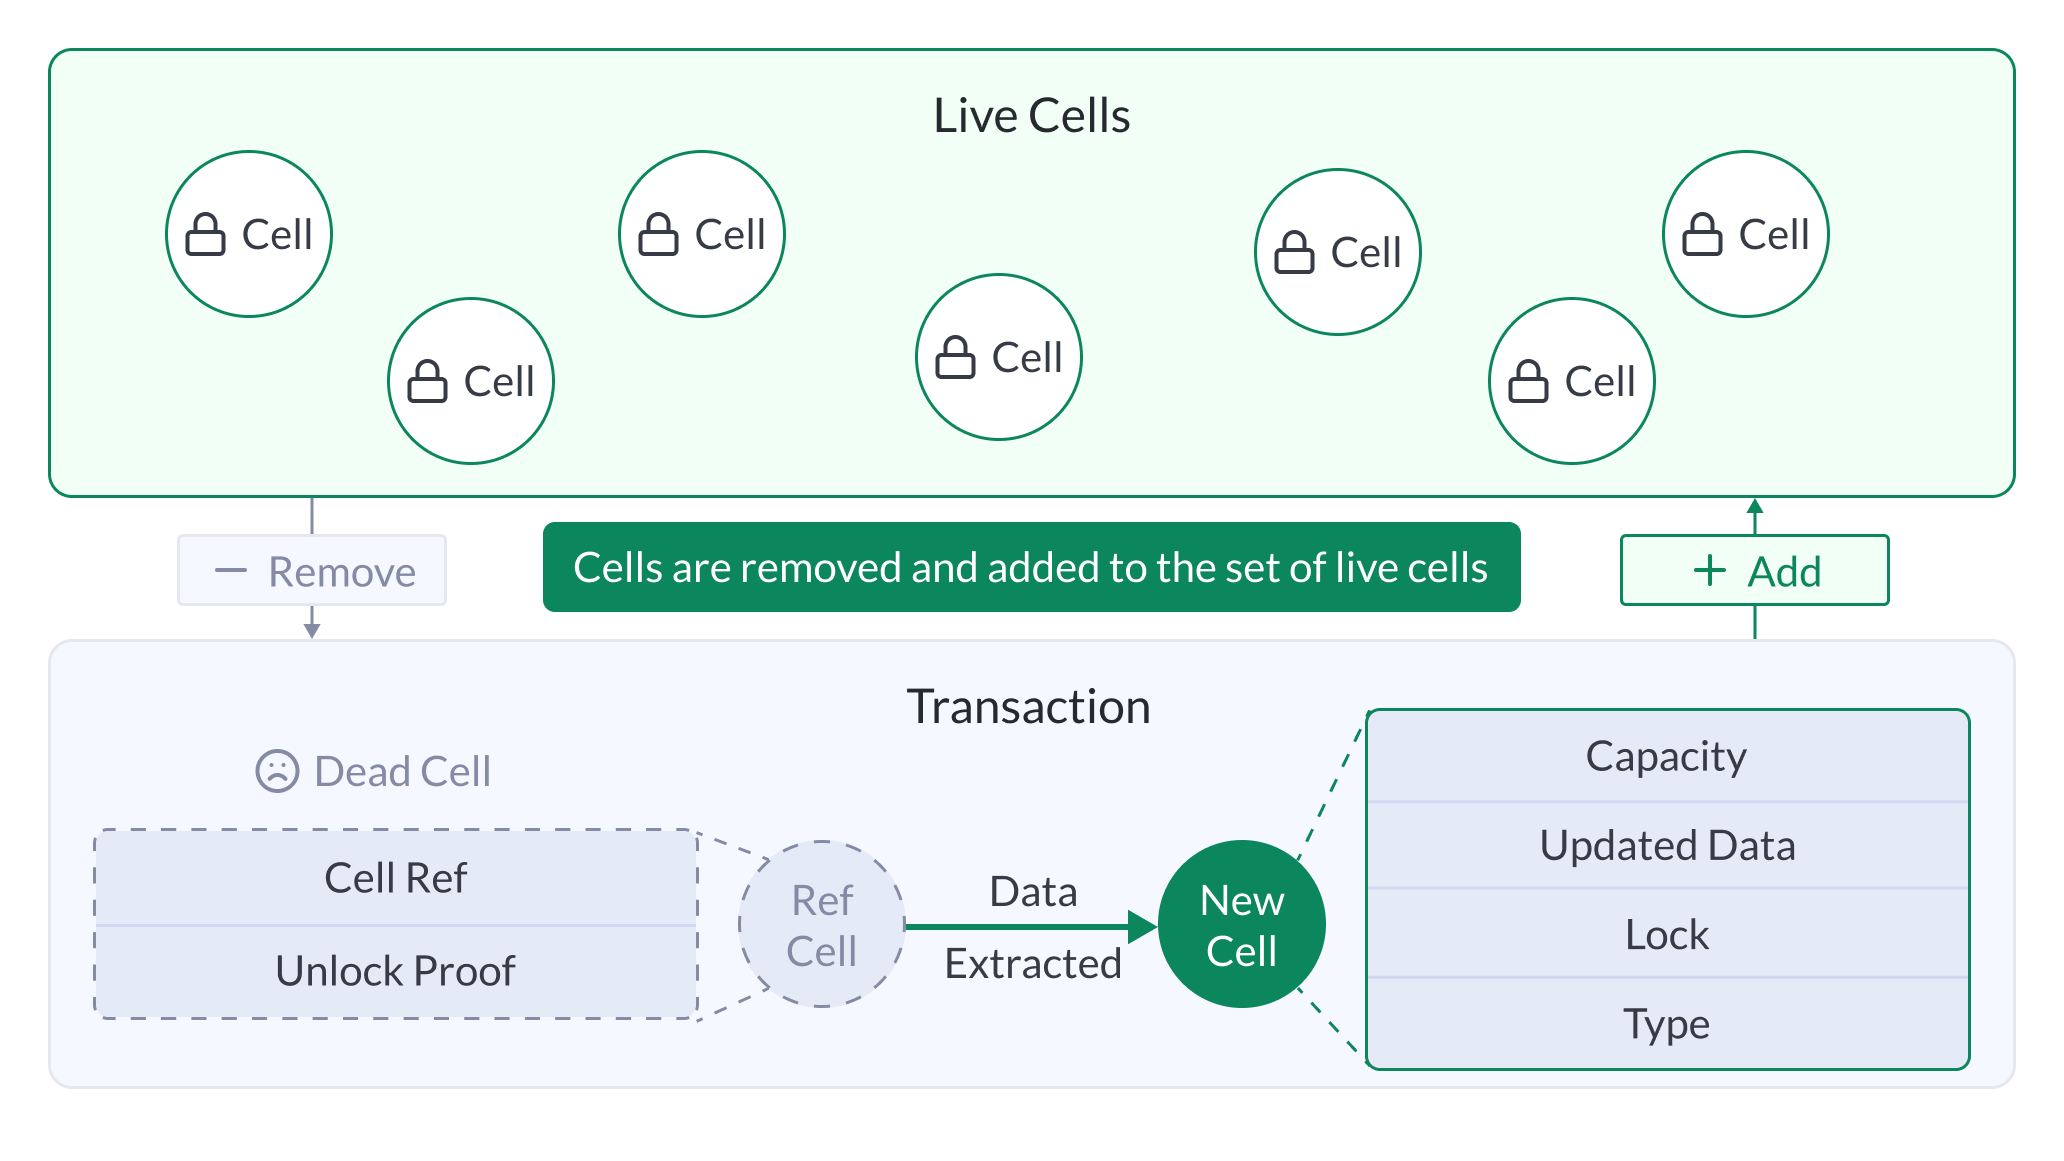 Live Cells
Cell
Cell
Cell
Cell
Cell
Cell
Cell
Remove
Cells are removed and added to the set of live cells
Add
Transaction
Dead Cell
Cell Ref
Unlock Proof
Ref
Cell
Data
Extracted
New
Cell
Capacity
Updated Data
Lock
Type